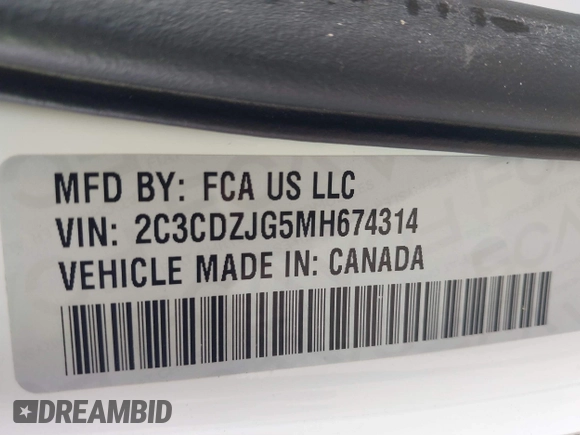 MFD BY: FCA US LLC
VIN: 2C3CDZJG5MH674314
VEHICLE MADE IN: CANADA
DREAMBID